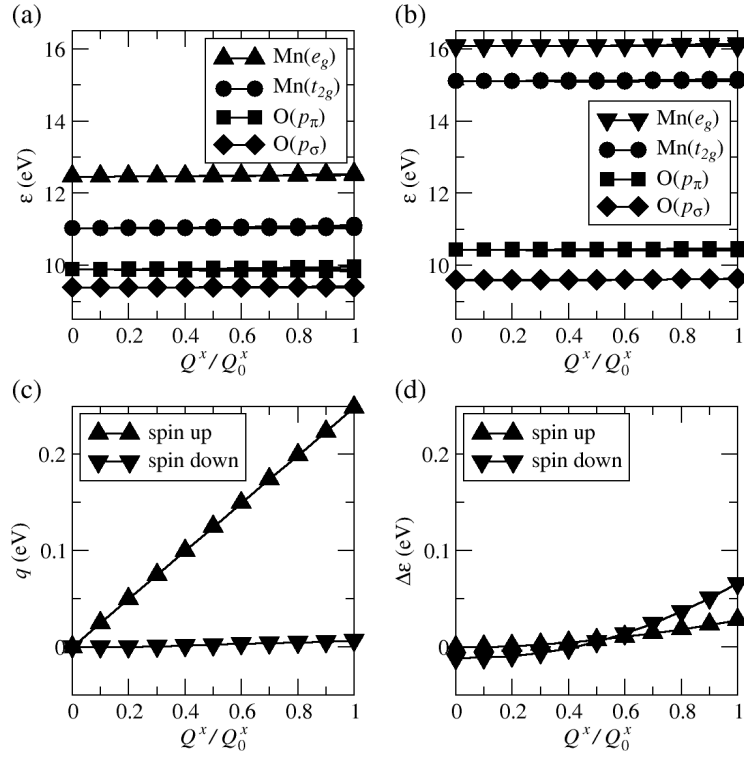 (a)
16
14
12
10
ε (eV)
Mn(e_g)
Mn(t_2g)
O(p_π)
O(p_σ)
0 0.2 0.4 0.6 0.8 1
Q^x/Q_0^x
(b)
16
14
12
10
ε (eV)
Mn(e_g)
Mn(t_2g)
O(p_π)
O(p_σ)
0 0.2 0.4 0.6 0.8 1
Q^x/Q_0^x
(c)
0.2
0.1
0
q (eV)
spin up
spin down
0 0.2 0.4 0.6 0.8 1
Q^x/Q_0^x
(d)
0.2
0.1
0
Δε (eV)
spin up
spin down
0 0.2 0.4 0.6 0.8 1
Q^x/Q_0^x